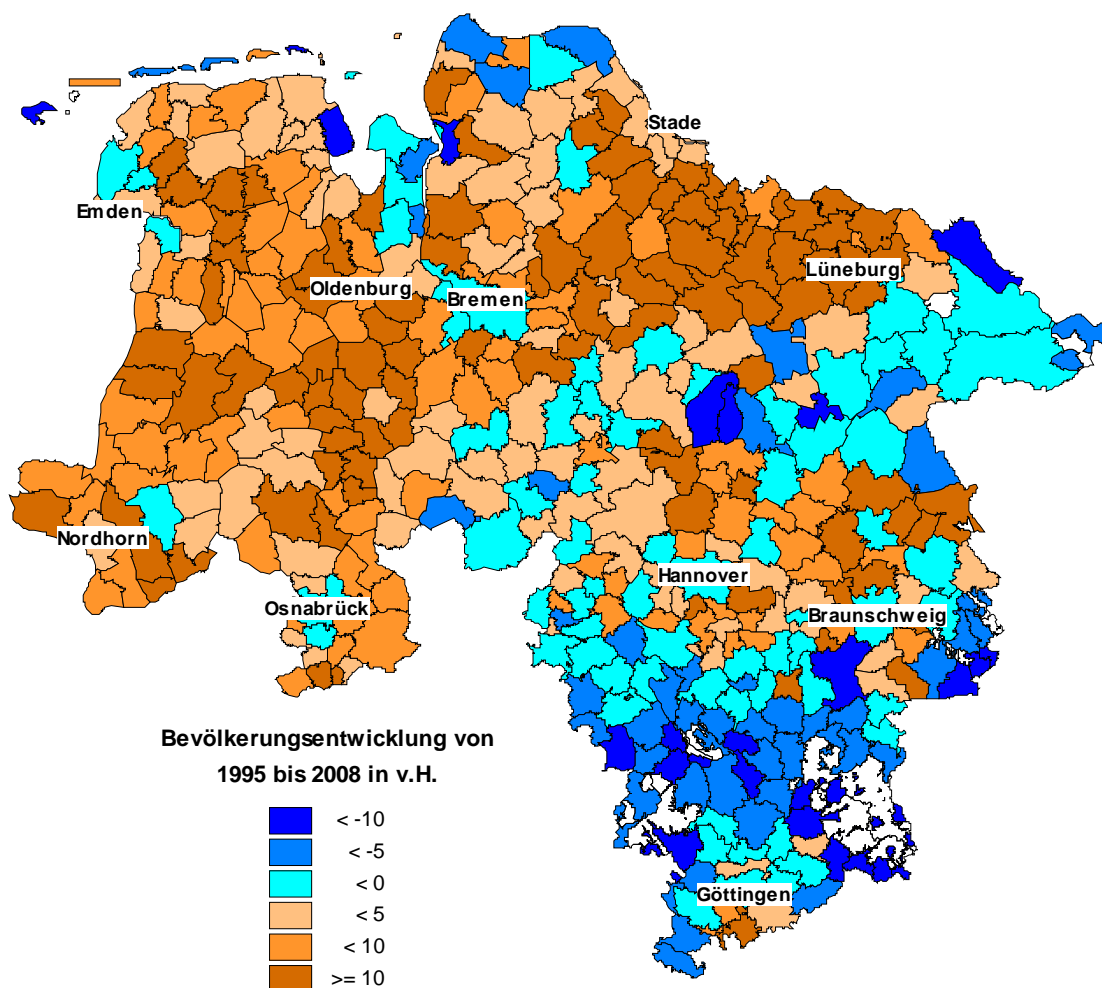 Stade
Emden
Lüneburg
Oldenburg
Bremen
Nordhorn
Hannover
Osnabrück
Braunschweig
Bevölkerungsentwicklung von
1995 bis 2008 in v.H.
< -10
< -5
< 0
Göttingen
< 5
< 10
>= 10